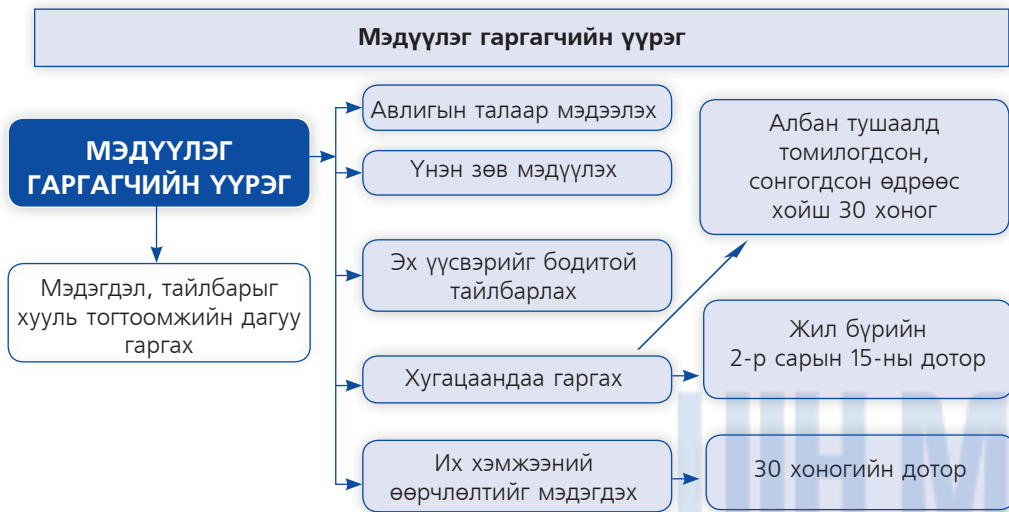 Мэдүүлэг гаргагчийн үүрэг
МЭДҮҮЛЭГ
ГАРГАГЧИЙН ҮҮРЭГ
Мэдэгдэл, тайлбарыг
хууль тогтоомжийн дагуу
гаргах
Авлигын талаар мэдээлэх
Үнэн зөв мэдүүлэх
Эх үүсвэрийг бодитой
тайлбарлах
Хугацаандаа гаргах
Их хэмжээний
өөрчлөлтийг мэдэгдэх
Албан тушаалд
томилогдсон,
сонгогдсон өдрөөс
хойш 30 хоног
Жил бүрийн
2-р сарын 15-ны дотор
30 хоногийн дотор